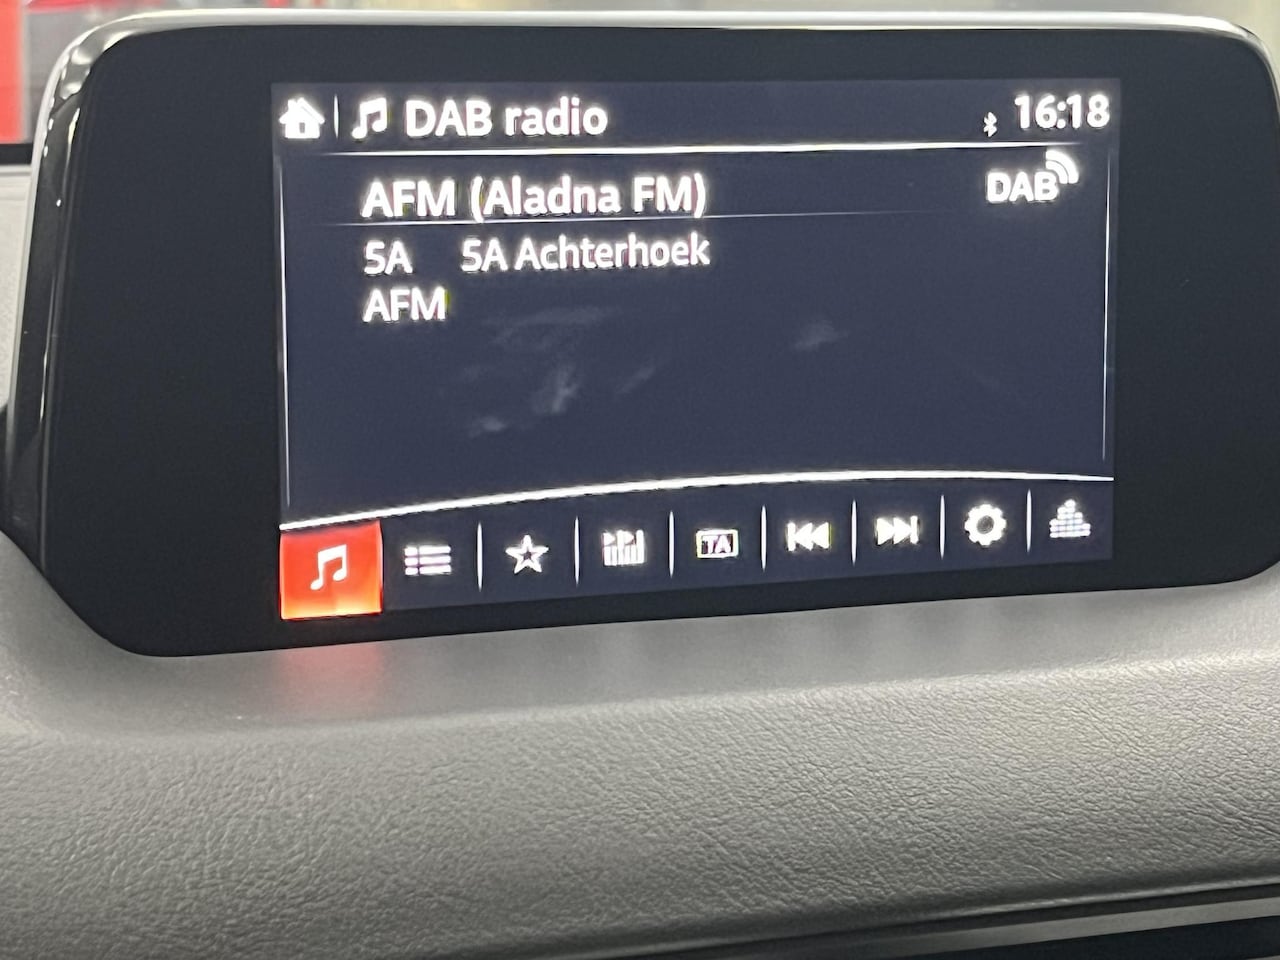 DAB radio 16:18
AFM (Aladna FM) DAB
5A 5A Achterhoek
AFM
TA